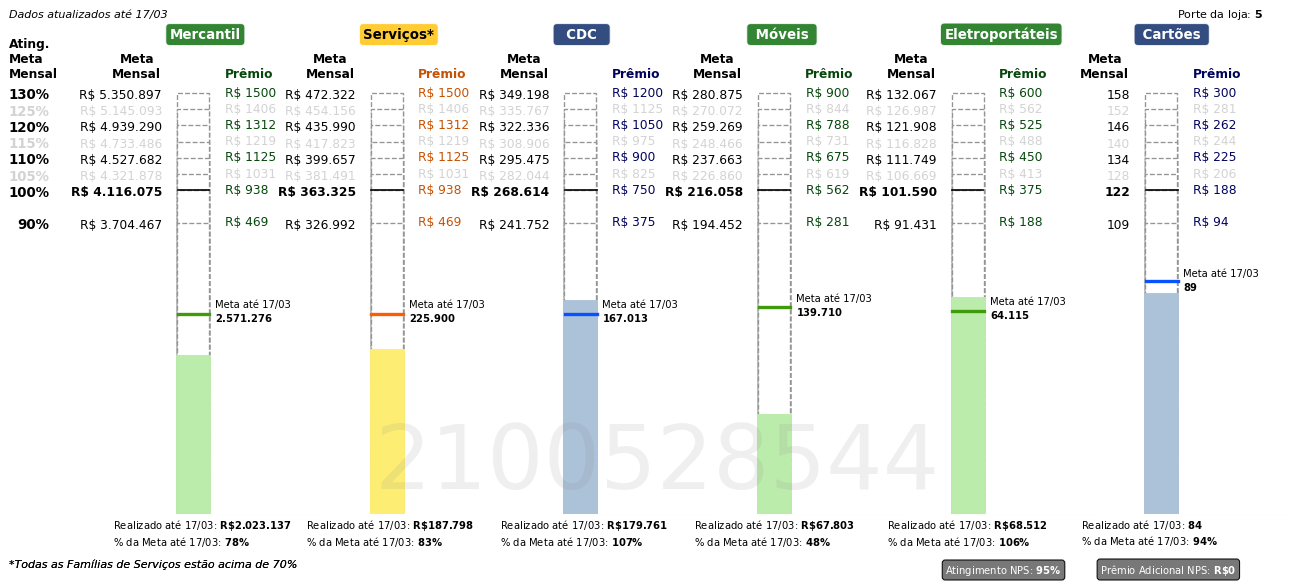 Dados atualizados até 17/03 Porte da loja: 5
Mercantil Serviços* CDC Móveis Eletroportáteis Cartões
Ating.
Meta Meta Meta Meta Meta Meta Meta
Mensal Mensal Prêmio Mensal Prêmio Mensal Prêmio Mensal Prêmio Mensal Prêmio Mensal Prêmio
130% R$ 5.350.897 R$ 1500 R$ 472.322 R$ 1500 R$ 349.198 R$ 1200 R$ 280.875 R$ 900 R$ 132.067 R$ 600 158 R$ 300
125% R$ 5.145.093 R$ 1406 R$ 454.156 R$ 1406 R$ 335.767 R$ 1125 R$ 270.072 R$ 844 R$ 126.987 R$ 562 152 R$ 281
120% R$ 4.939.290 R$ 1312 R$ 435.990 R$ 1312 R$ 322.336 R$ 1050 R$ 259.269 R$ 788 R$ 121.908 R$ 525 146 R$ 262
115% R$ 4.733.486 R$ 1219 R$ 417.823 R$ 1219 R$ 308.906 R$ 975 R$ 248.466 R$ 731 R$ 116.828 R$ 488 140 R$ 244
110% R$ 4.527.682 R$ 1125 R$ 399.657 R$ 1125 R$ 295.475 R$ 900 R$ 237.663 R$ 675 R$ 111.749 R$ 450 134 R$ 225
105% R$ 4.321.878 R$ 1031 R$ 381.491 R$ 1031 R$ 282.044 R$ 825 R$ 226.860 R$ 619 R$ 106.669 R$ 413 128 R$ 206
100% R$ 4.116.075 R$ 938 R$ 363.325 R$ 938 R$ 268.614 R$ 750 R$ 216.058 R$ 562 R$ 101.590 R$ 375 122 R$ 188
90% R$ 3.704.467 R$ 469 R$ 326.992 R$ 469 R$ 241.752 R$ 375 R$ 194.452 R$ 281 R$ 91.431 R$ 188 109 R$ 94
Meta até 17/03 Meta até 17/03 Meta até 17/03 Meta até 17/03 Meta até 17/03 Meta até 17/03
2.571.276 225.900 167.013 139.710 64.115 89
2100528544
Realizado até 17/03: R$2.023.137 Realizado até 17/03: R$187.798 Realizado até 17/03: R$179.761 Realizado até 17/03: R$67.803 Realizado até 17/03: R$68.512 Realizado até 17/03: 84
% da Meta até 17/03: 78% % da Meta até 17/03: 83% % da Meta até 17/03: 107% % da Meta até 17/03: 48% % da Meta até 17/03: 106% % da Meta até 17/03: 94%
*Todas as Famílias de Serviços estão acima de 70% Atingimento NPS: 95% Prêmio Adicional NPS: R$0